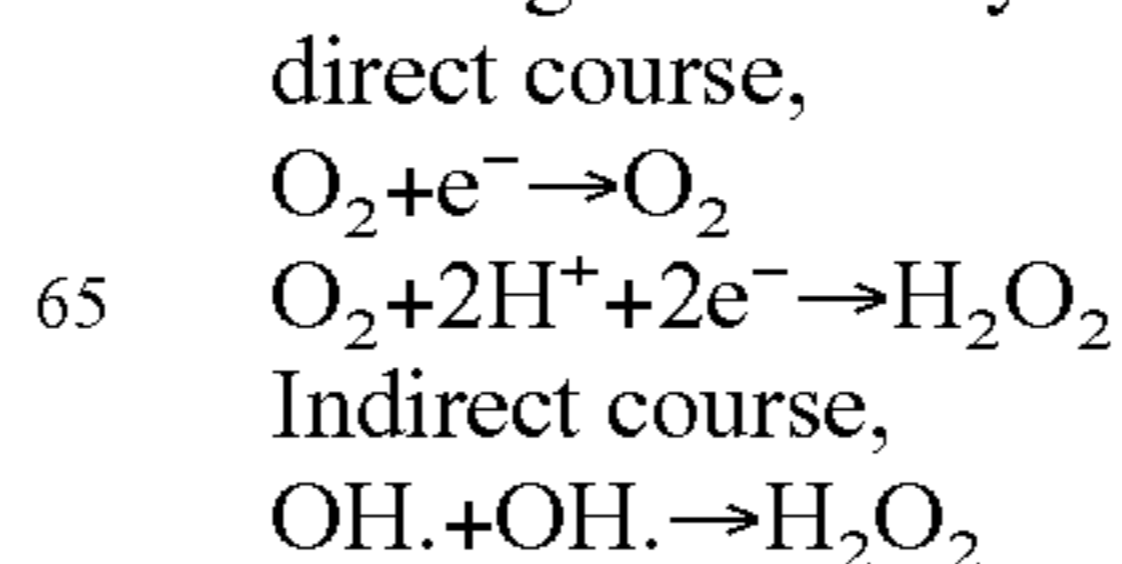 direct course,
O₂+e⁻→O₂
65 O₂+2H⁺+2e⁻→H₂O₂
Indirect course,
OH.+OH.→H₂O₂